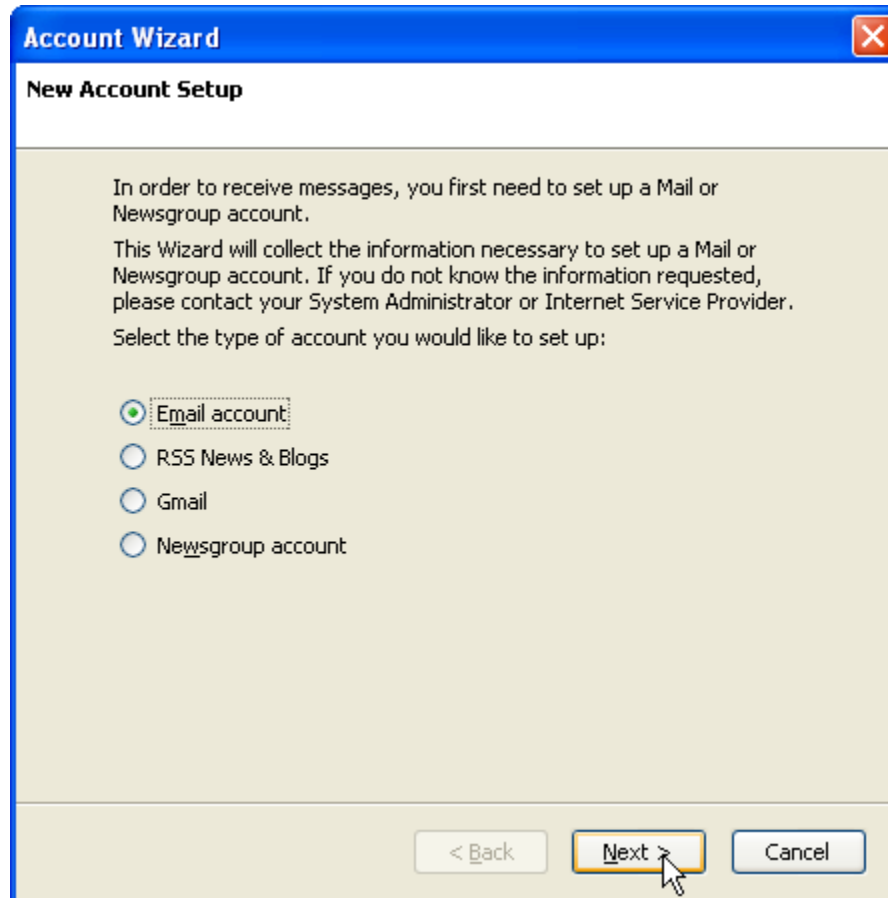 Account Wizard
New Account Setup
In order to receive messages, you first need to set up a Mail or
Newsgroup account.
This Wizard will collect the information necessary to set up a Mail or
Newsgroup account. If you do not know the information requested,
please contact your System Administrator or Internet Service Provider.
Select the type of account you would like to set up:
Email account
RSS News & Blogs
Gmail
Newsgroup account
< Back
Next >
Cancel